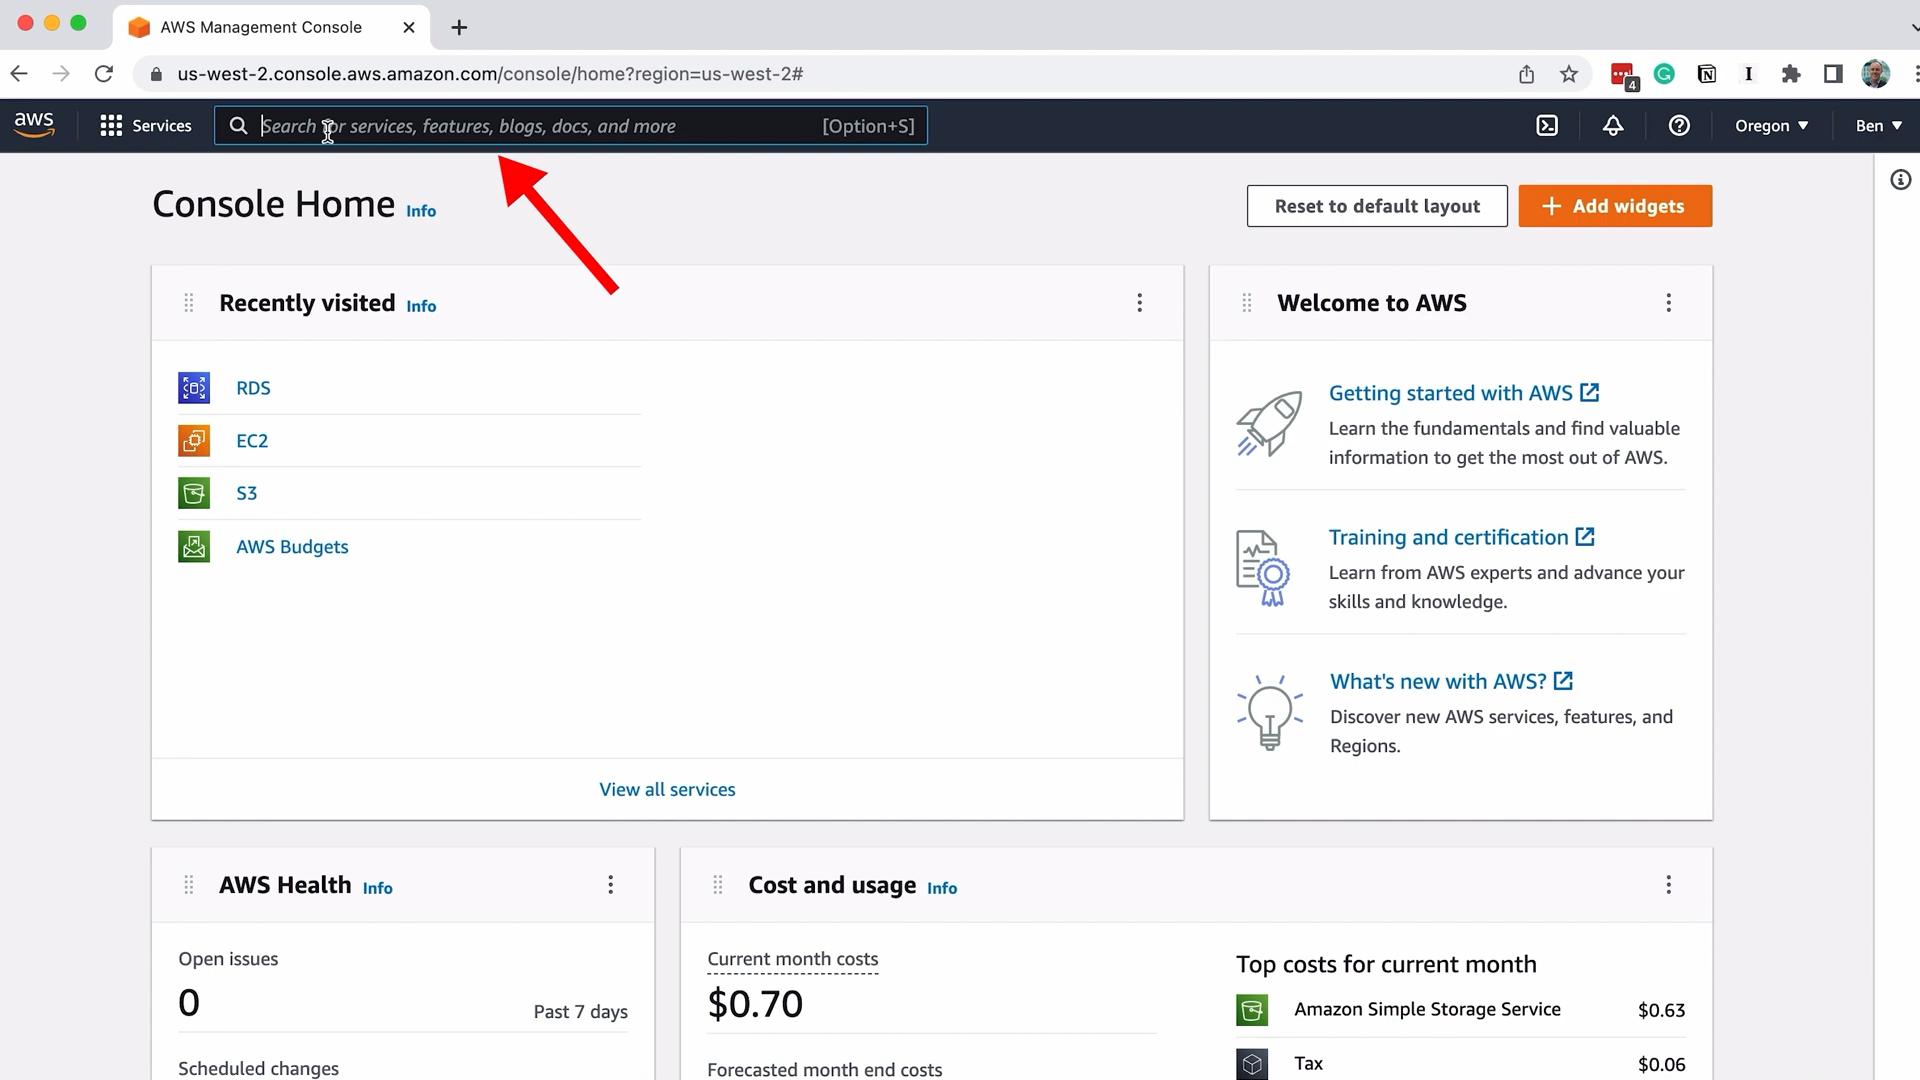 AWS Management Console
us-west-2.console.aws.amazon.com/console/home?region=us-west-2#
4
aws
Services
Search for services, features, blogs, docs, and more
[Option+S]
Oregon
Ben
Console Home
Info
Reset to default layout
Add widgets
Recently visited
Info
RDS
EC2
S3
AWS Budgets
View all services
Welcome to AWS
Getting started with AWS
Learn the fundamentals and find valuable
information to get the most out of AWS.
Training and certification
Learn from AWS experts and advance your
skills and knowledge.
What's new with AWS?
Discover new AWS services, features, and
Regions.
AWS Health
Info
Open issues
0
Past 7 days
Scheduled changes
Cost and usage
Info
Current month costs
$0.70
Forecasted month end costs
Top costs for current month
Amazon Simple Storage Service
$0.63
Tax
$0.06